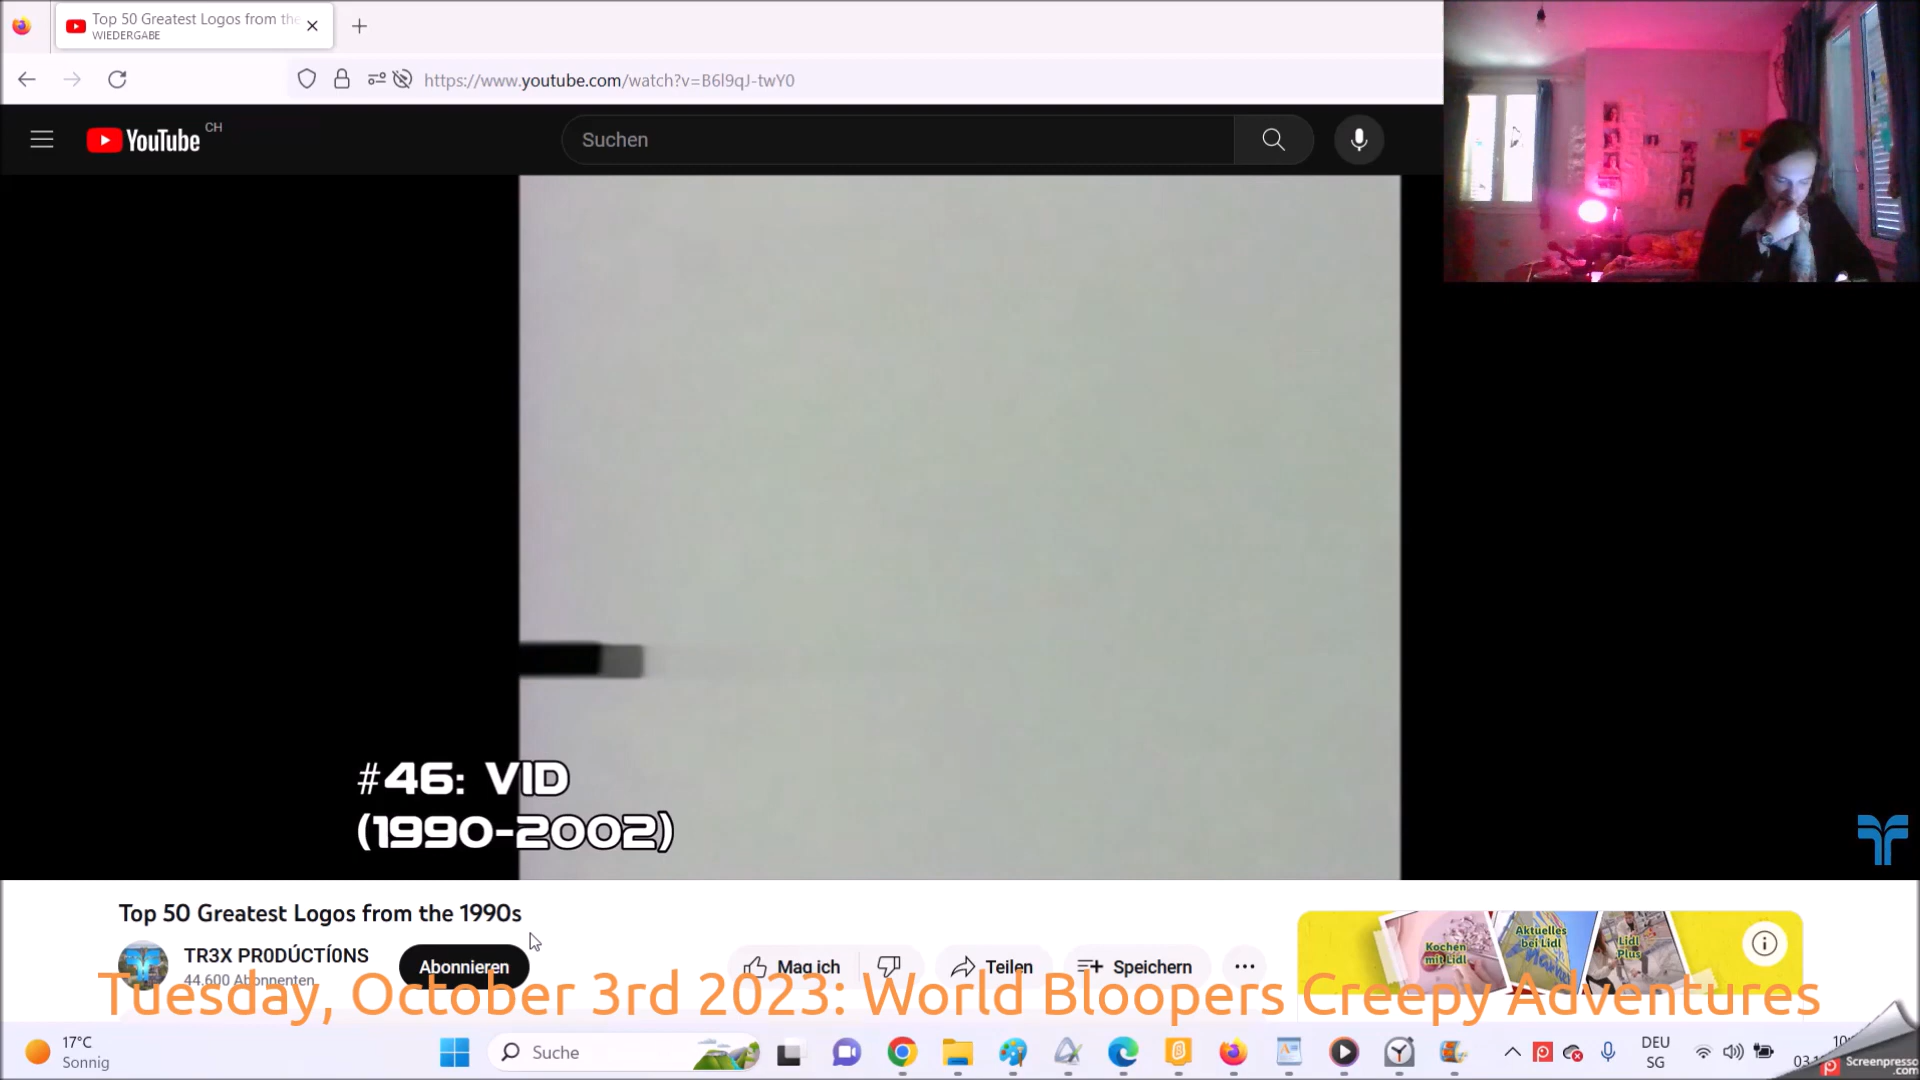 Top 50 Greatest Logos from the
WIEDERGABE
https://www.youtube.com/watch?v=B6l9qJ-twY0
YouTube CH
Suchen
#46: VID
(1990-2002)
Top 50 Greatest Logos from the 1990s
TR3X PR0DÚCTÍ0NS
44.600 Abonnenten
Abonnieren
Mag ich
Teilen
Speichern
Kochen mit Lidl
Aktuelles bei Lidl
Lidl Plus
Tuesday, October 3rd 2023: World Bloopers Creepy Adventures
17°C
Sonnig
Suche
DEU
SG
Screenpresso
.com